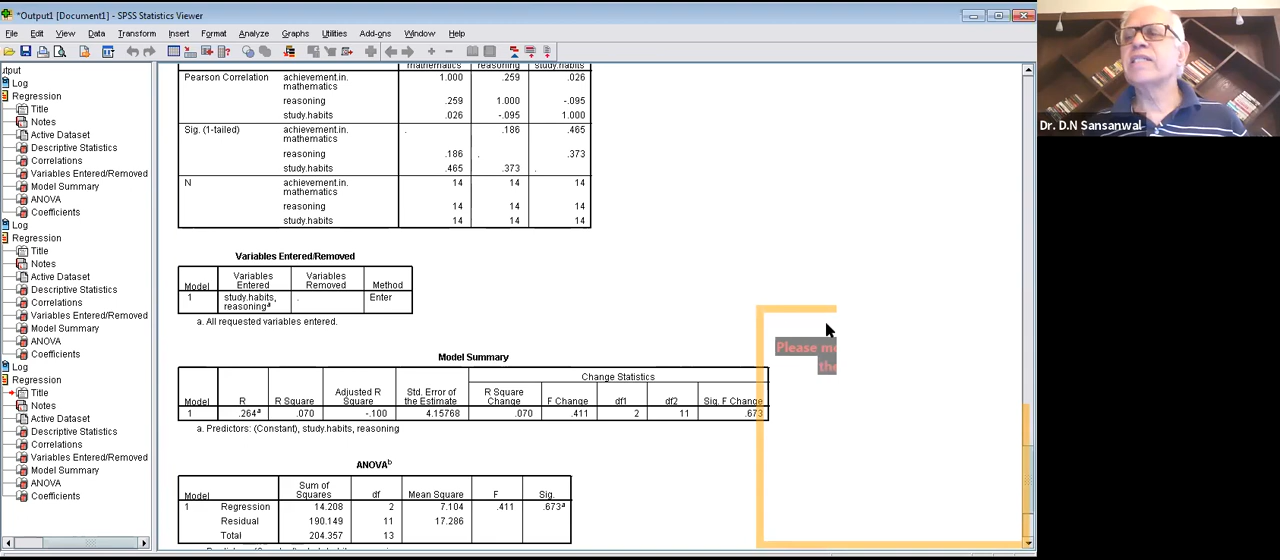 *Output1 [Document1] - SPSS Statistics Viewer
File Edit View Data Transform Insert Format Analyze Graphs Utilities Add-ons Window Help
utput
Log
Regression
Title
Notes
Active Dataset
Descriptive Statistics
Correlations
Variables Entered/Removed
Model Summary
ANOVA
Coefficients
Log
Regression
Title
Notes
Active Dataset
Descriptive Statistics
Correlations
Variables Entered/Removed
Model Summary
ANOVA
Coefficients
Log
Regression
Title
Notes
Active Dataset
Descriptive Statistics
Correlations
Variables Entered/Removed
Model Summary
ANOVA
Coefficients
mathematics reasoning study.habits
Pearson Correlation achievement.in. 1.000 .259 .026
mathematics
reasoning .259 1.000 -.095
study.habits .026 -.095 1.000
Sig. (1-tailed) achievement.in. . .186 .465
mathematics
reasoning .186 . .373
study.habits .465 .373 .
N achievement.in. 14 14 14
mathematics
reasoning 14 14 14
study.habits 14 14 14
Variables Entered/Removed
Model Variables Entered Variables Removed Method
1 study.habits, . Enter
reasoningª
a. All requested variables entered.
Model Summary
Change Statistics
Model R R Square Adjusted R Square Std. Error of the Estimate R Square Change F Change df1 df2 Sig. F Change
1 .264ª .070 -.100 4.15768 .070 .411 2 11 .673
a. Predictors: (Constant), study.habits, reasoning
ANOVAb
Model Sum of Squares df Mean Square F Sig.
1 Regression 14.208 2 7.104 .411 .673ª
Residual 190.149 11 17.286
Total 204.357 13
Please
Dr. D.N Sansanwal